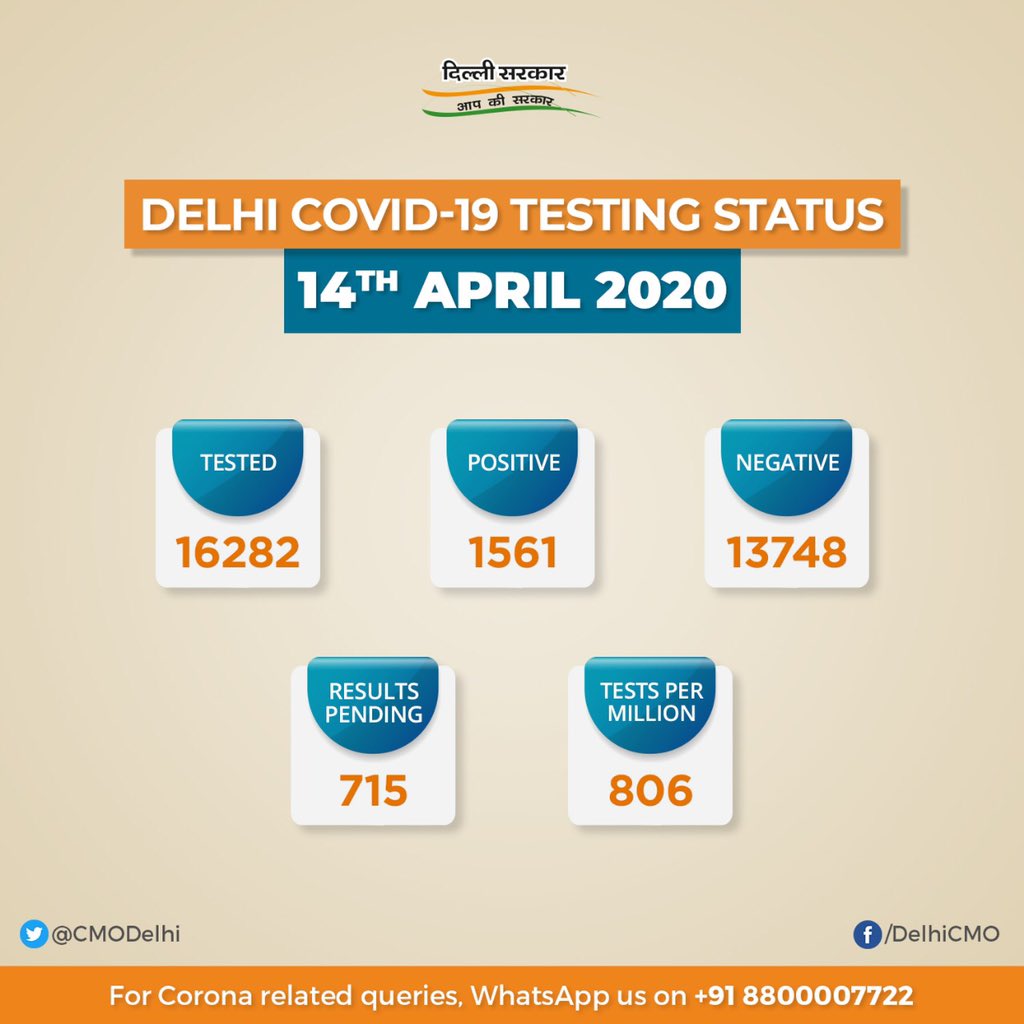 दिल्ली सरकार
आप की सरकार
DELHI COVID-19 TESTING STATUS
14TH APRIL 2020
TESTED
16282
POSITIVE
1561
NEGATIVE
13748
RESULTS
PENDING
715
TESTS PER
MILLION
806
@CMODelhi
/DelhiCMO
For Corona related queries, WhatsApp us on +91 8800007722